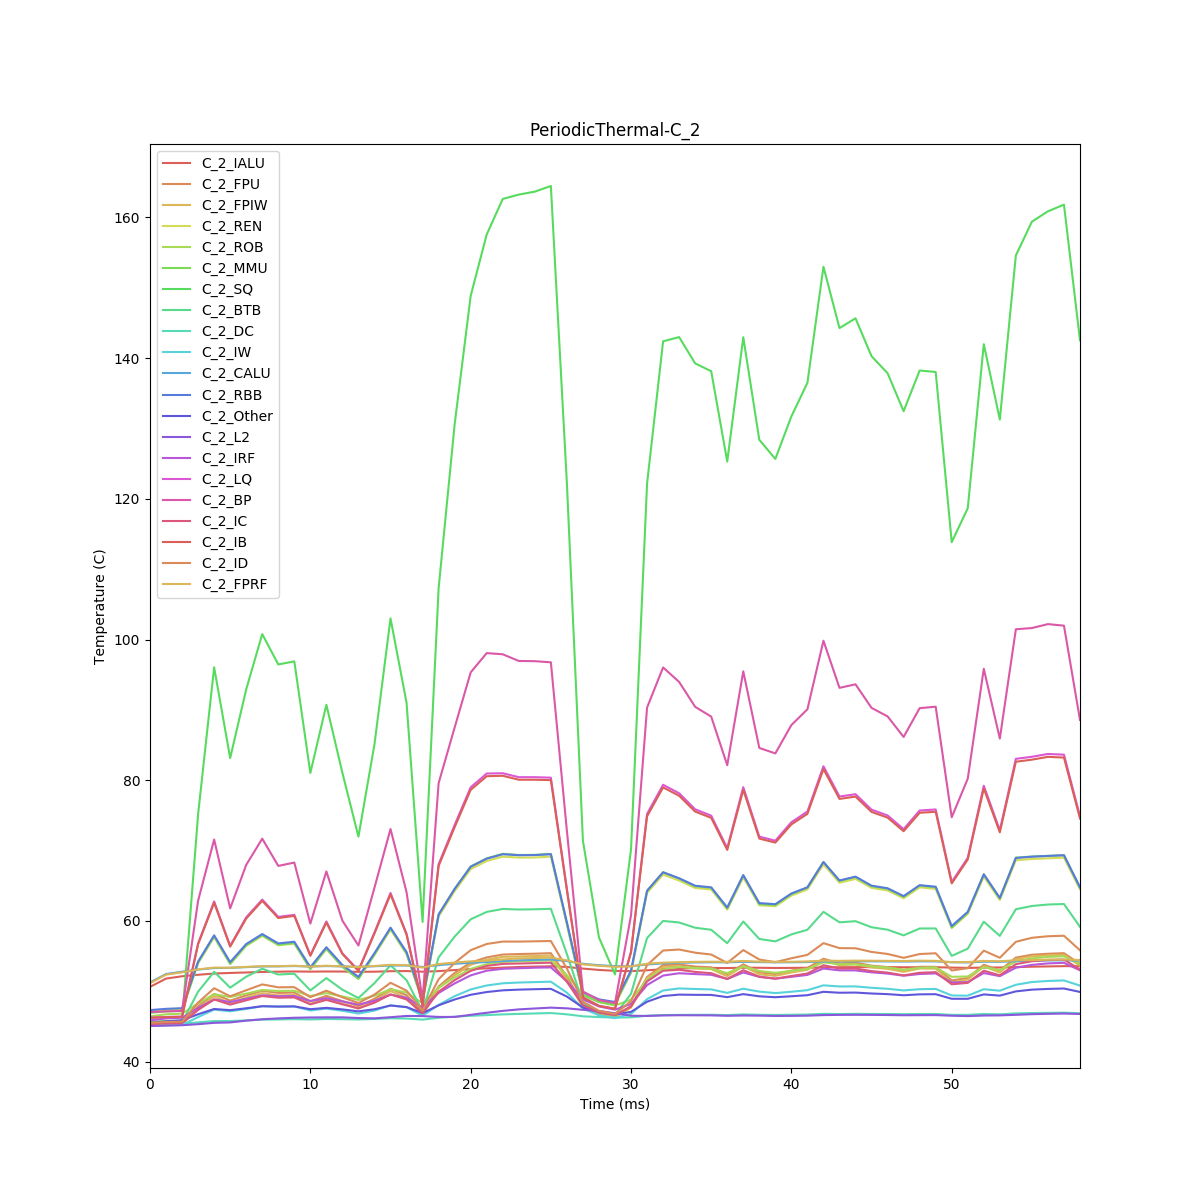 PeriodicThermal-C_2
C_2_IALU
C_2_FPU
C_2_FPIW
C_2_REN
C_2_ROB
C_2_MMU
C_2_SQ
C_2_BTB
C_2_DC
C_2_IW
C_2_CALU
C_2_RBB
C_2_Other
C_2_L2
C_2_IRF
C_2_LQ
C_2_BP
C_2_IC
C_2_IB
C_2_ID
C_2_FPRF
160
140
120
100
80
60
40
Temperature (C)
0 10 20 30 40 50
Time (ms)